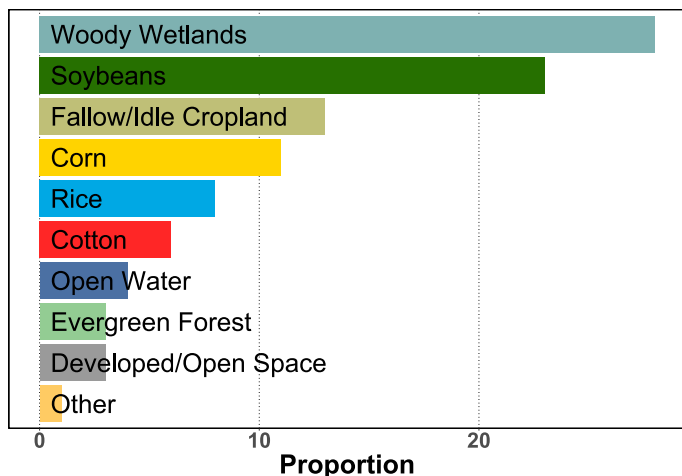 Woody Wetlands
Soybeans
Fallow/Idle Cropland
Corn
Rice
Cotton
Open Water
Evergreen Forest
Developed/Open Space
Other
0 10 20
Proportion